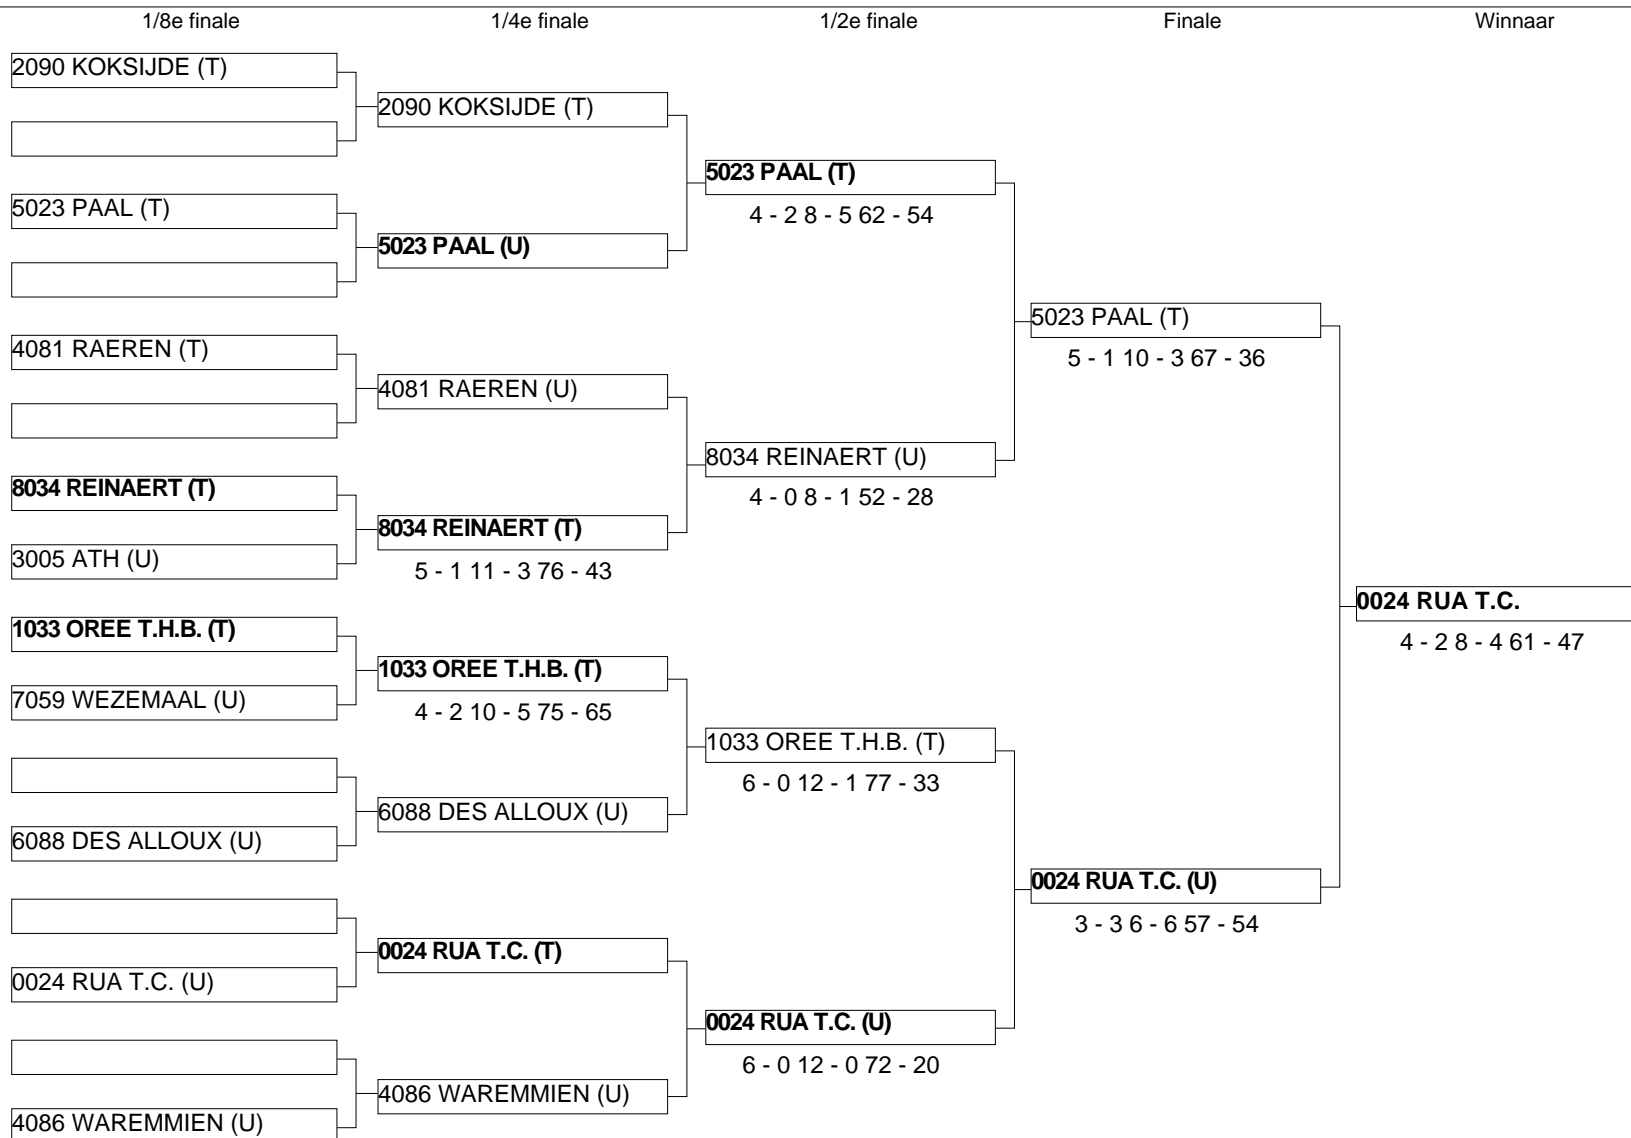 1/8e finale
1/4e finale
1/2e finale
Finale
Winnaar
2090 KOKSIJDE (T)
5023 PAAL (T)
4081 RAEREN (T)
8034 REINAERT (T)
3005 ATH (U)
1033 OREE T.H.B. (T)
7059 WEZEMAAL (U)
6088 DES ALLOUX (U)
0024 RUA T.C. (U)
4086 WAREMMIEN (U)
2090 KOKSIJDE (T)
5023 PAAL (U)
4081 RAEREN (U)
8034 REINAERT (T)
5 - 1 11 - 3 76 - 43
1033 OREE T.H.B. (T)
4 - 2 10 - 5 75 - 65
6088 DES ALLOUX (U)
0024 RUA T.C. (T)
4086 WAREMMIEN (U)
5023 PAAL (T)
4 - 2 8 - 5 62 - 54
8034 REINAERT (U)
4 - 0 8 - 1 52 - 28
1033 OREE T.H.B. (T)
6 - 0 12 - 1 77 - 33
0024 RUA T.C. (U)
6 - 0 12 - 0 72 - 20
5023 PAAL (T)
5 - 1 10 - 3 67 - 36
0024 RUA T.C. (U)
3 - 3 6 - 6 57 - 54
0024 RUA T.C.
4 - 2 8 - 4 61 - 47